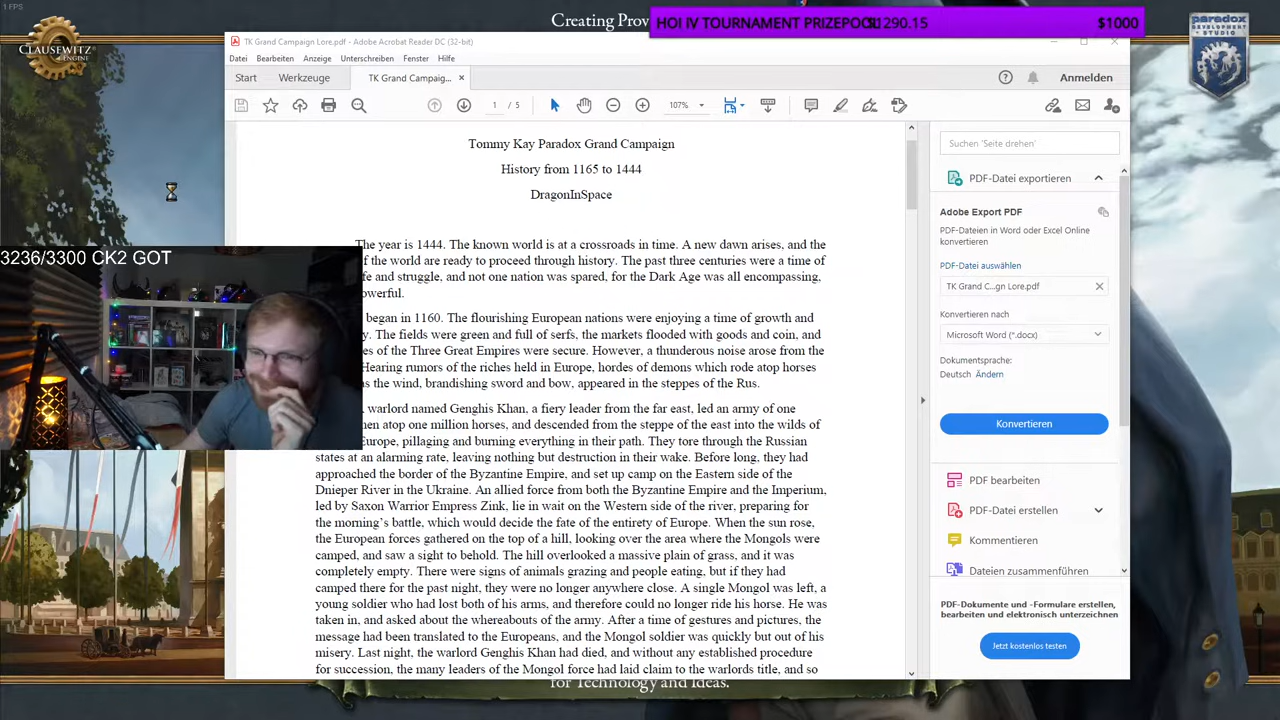 1 FPS
Creating Prov
HOI IV TOURNAMENT PRIZEPOOL
$1290.15
$1000
CLAUSEWITZ
ENGINE
paradox
DEVELOPMENT
STUDIO
TK Grand Campaign Lore.pdf - Adobe Acrobat Reader DC (32-bit)
Datei Bearbeiten Anzeige Unterschreiben Fenster Hilfe
Start Werkzeuge TK Grand Campaig... × Anmelden
1 / 5 107%
Tommy Kay Paradox Grand Campaign
History from 1165 to 1444
DragonInSpace
The year is 1444. The known world is at a crossroads in time. A new dawn arises, and the
of the world are ready to proceed through history. The past three centuries were a time of
fe and struggle, and not one nation was spared, for the Dark Age was all encompassing,
owerful.
began in 1160. The flourishing European nations were enjoying a time of growth and
y. The fields were green and full of serfs, the markets flooded with goods and coin, and
es of the Three Great Empires were secure. However, a thunderous noise arose from the
Hearing rumors of the riches held in Europe, hordes of demons which rode atop horses
as the wind, brandishing sword and bow, appeared in the steppes of the Rus.
warlord named Genghis Khan, a fiery leader from the far east, led an army of one
en atop one million horses, and descended from the steppe of the east into the wilds of
Europe, pillaging and burning everything in their path. They tore through the Russian
states at an alarming rate, leaving nothing but destruction in their wake. Before long, they had
approached the border of the Byzantine Empire, and set up camp on the Eastern side of the
Dnieper River in the Ukraine. An allied force from both the Byzantine Empire and the Imperium,
led by Saxon Warrior Empress Zink, lie in wait on the Western side of the river, preparing for
the morning's battle, which would decide the fate of the entirety of Europe. When the sun rose,
the European forces gathered on the top of a hill, looking over the area where the Mongols were
camped, and saw a sight to behold. The hill overlooked a massive plain of grass, and it was
completely empty. There were signs of animals grazing and people eating, but if they had
camped there for the past night, they were no longer anywhere close. A single Mongol was left, a
young soldier who had lost both of his arms, and therefore could no longer ride his horse. He was
taken in, and asked about the whereabouts of the army. After a time of gestures and pictures, the
message had been translated to the Europeans, and the Mongol soldier was quickly but out of his
misery. Last night, the warlord Genghis Khan had died, and without any established procedure
for succession, the many leaders of the Mongol force had laid claim to the warlords title, and so
3236/3300 CK2 GOT
Suchen 'Seite drehen'
PDF-Datei exportieren
Adobe Export PDF
PDF-Dateien in Word oder Excel Online
konvertieren
PDF-Datei auswählen
TK Grand C...gn Lore.pdf
Konvertieren nach
Microsoft Word (*.docx)
Dokumentsprache:
Deutsch Ändern
Konvertieren
PDF bearbeiten
PDF-Datei erstellen
Kommentieren
Dateien zusammenführen
PDF-Dokumente und -Formulare erstellen,
bearbeiten und elektronisch unterzeichnen
Jetzt kostenlos testen
for Technology and Ideas.